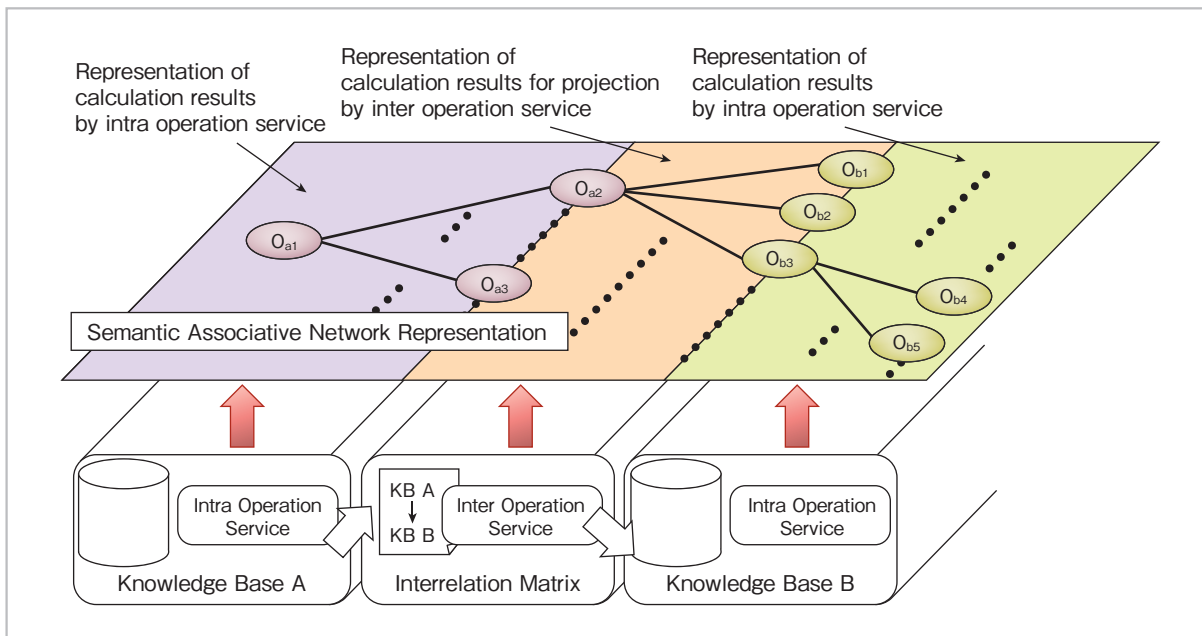 Representation of
calculation results
by intra operation service
Representation of
calculation results for projection
by inter operation service
Representation of
calculation results
by intra operation service
Oa1
Oa2
Oa3
Ob1
Ob2
Ob3
Ob4
Ob5
Semantic Associative Network Representation
Intra Operation
Service
Knowledge Base A
KB A
KB B
Inter Operation
Service
Interrelation Matrix
Intra Operation
Service
Knowledge Base B